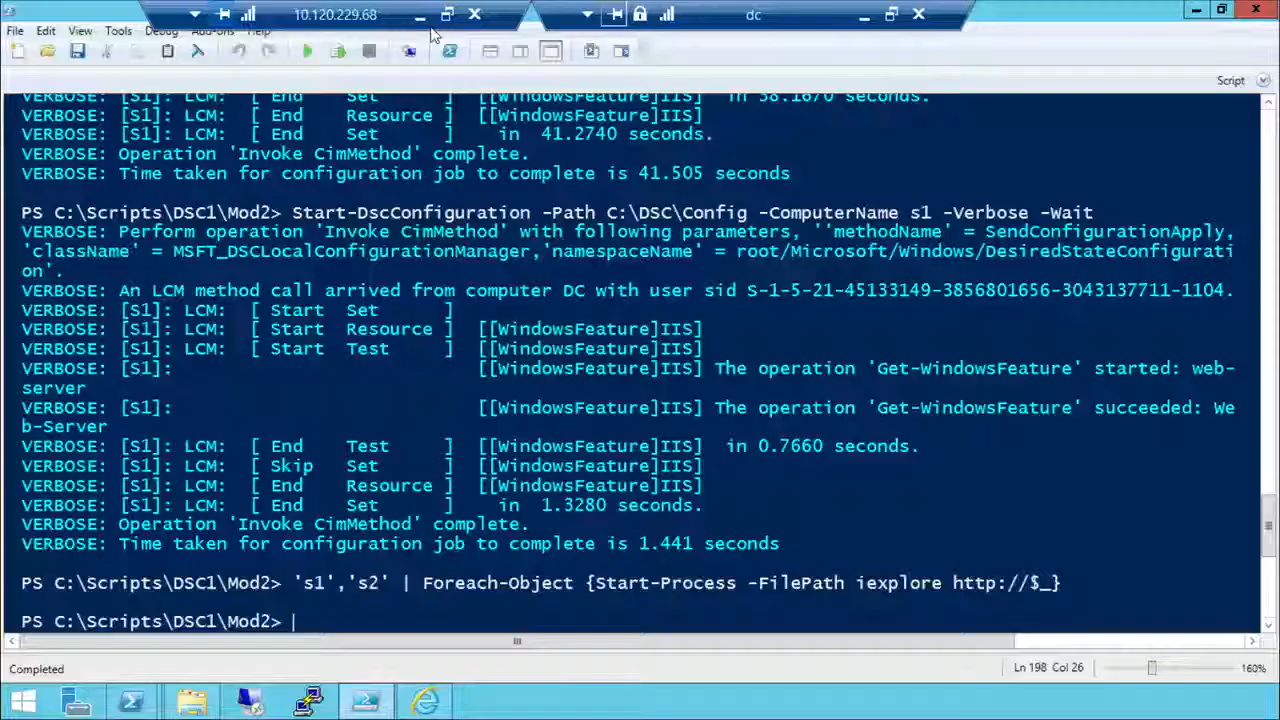 10.120.229.68
dc
File Edit View Tools Debug Add-ons Help
Script
VERBOSE: [S1]: LCM:  [ End    Set      ]  [[WindowsFeature]IIS]  in 38.1670 seconds.
VERBOSE: [S1]: LCM:  [ End    Resource ]  [[WindowsFeature]IIS]
VERBOSE: [S1]: LCM:  [ End    Set      ]    in  41.2740 seconds.
VERBOSE: Operation 'Invoke CimMethod' complete.
VERBOSE: Time taken for configuration job to complete is 41.505 seconds
PS C:\Scripts\DSC1\Mod2> Start-DscConfiguration -Path C:\DSC\Config -ComputerName s1 -Verbose -Wait
VERBOSE: Perform operation 'Invoke CimMethod' with following parameters, ''methodName' = SendConfigurationApply,
'className' = MSFT_DSCLocalConfigurationManager,'namespaceName' = root/Microsoft/Windows/DesiredStateConfigurati
on'.
VERBOSE: An LCM method call arrived from computer DC with user sid S-1-5-21-45133149-3856801656-3043137711-1104.
VERBOSE: [S1]: LCM:  [ Start  Set      ]
VERBOSE: [S1]: LCM:  [ Start  Resource ]  [[WindowsFeature]IIS]
VERBOSE: [S1]: LCM:  [ Start  Test     ]  [[WindowsFeature]IIS]
VERBOSE: [S1]:                            [[WindowsFeature]IIS] The operation 'Get-WindowsFeature' started: web-
server
VERBOSE: [S1]:                            [[WindowsFeature]IIS] The operation 'Get-WindowsFeature' succeeded: We
b-Server
VERBOSE: [S1]: LCM:  [ End    Test     ]  [[WindowsFeature]IIS]  in 0.7660 seconds.
VERBOSE: [S1]: LCM:  [ Skip   Set      ]  [[WindowsFeature]IIS]
VERBOSE: [S1]: LCM:  [ End    Resource ]  [[WindowsFeature]IIS]
VERBOSE: [S1]: LCM:  [ End    Set      ]    in  1.3280 seconds.
VERBOSE: Operation 'Invoke CimMethod' complete.
VERBOSE: Time taken for configuration job to complete is 1.441 seconds
PS C:\Scripts\DSC1\Mod2> 's1','s2' | Foreach-Object {Start-Process -FilePath iexplore http://$_}
PS C:\Scripts\DSC1\Mod2>
Completed
Ln 198 Col 26
160%